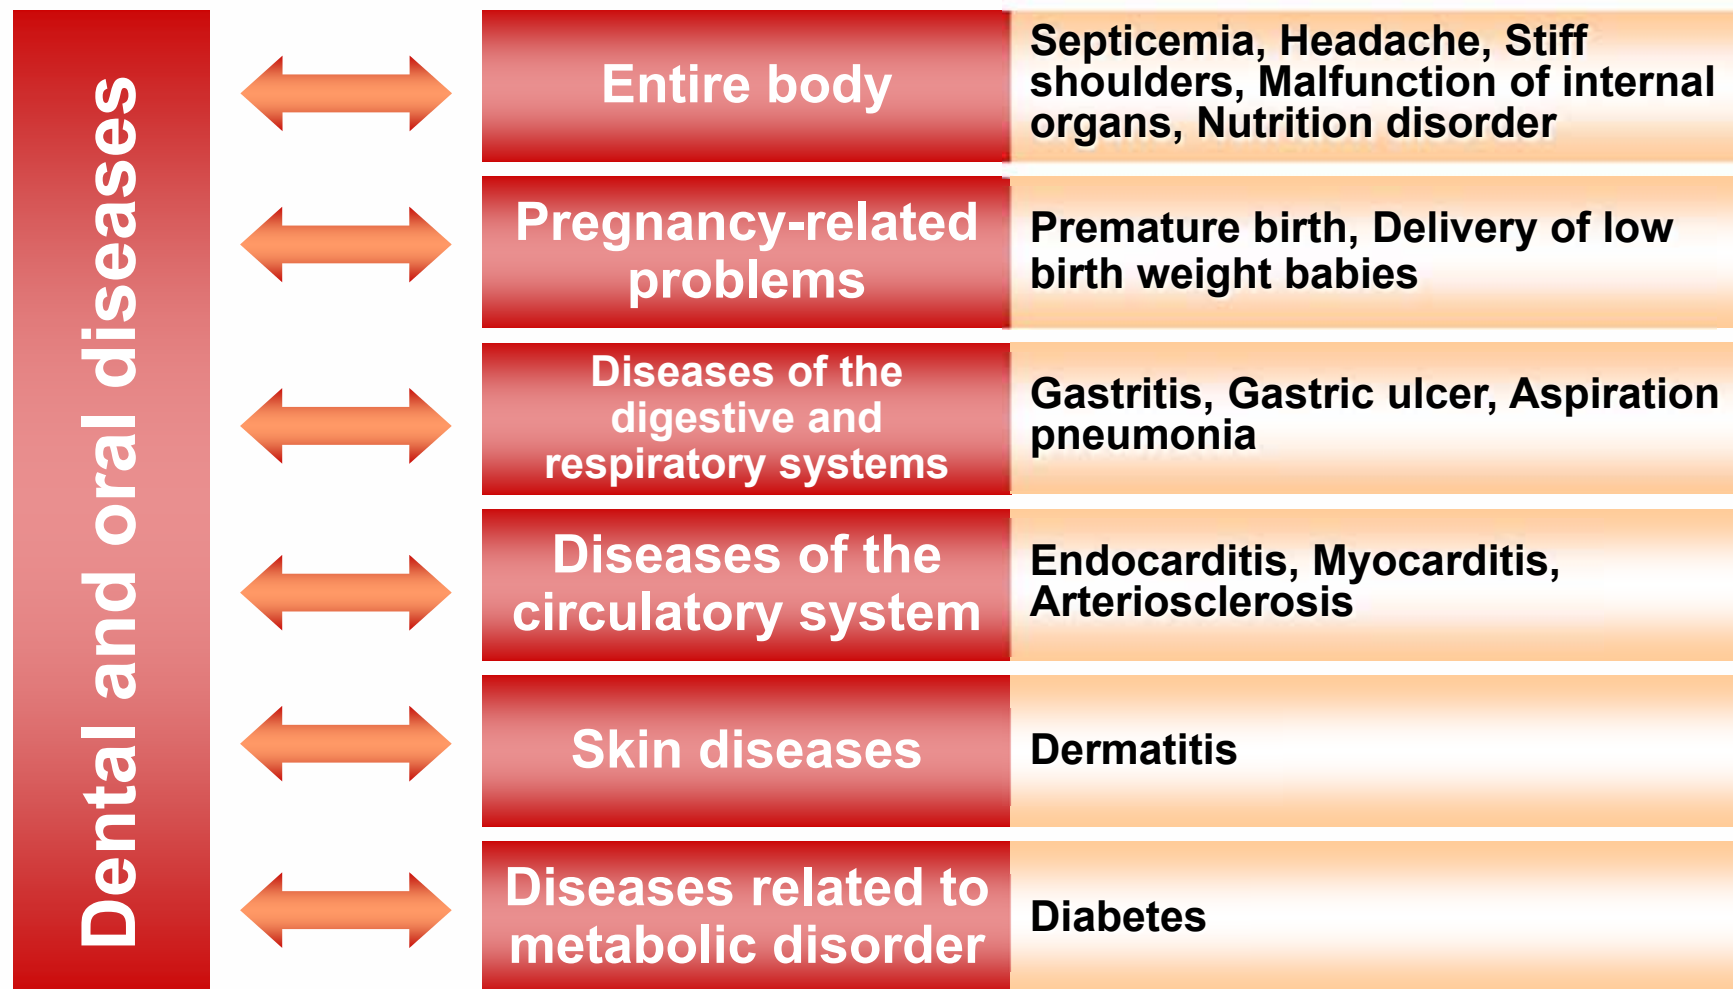 Dental and oral diseases
Entire body
Septicemia, Headache, Stiff
shoulders, Malfunction of internal
organs, Nutrition disorder
Pregnancy-related
problems
Premature birth, Delivery of low
birth weight babies
Diseases of the
digestive and
respiratory systems
Gastritis, Gastric ulcer, Aspiration
pneumonia
Diseases of the
circulatory system
Endocarditis, Myocarditis,
Arteriosclerosis
Skin diseases
Dermatitis
Diseases related to
metabolic disorder
Diabetes